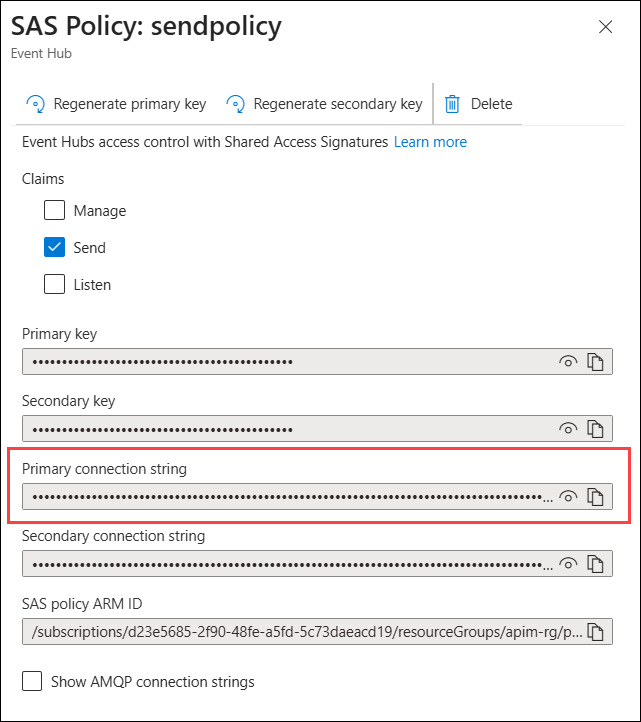 SAS Policy: sendpolicy
Event Hub
Regenerate primary key
Regenerate secondary key
Delete
Event Hubs access control with Shared Access Signatures Learn more
Claims
Manage
Send
Listen
Primary key
Secondary key
Primary connection string
...
Secondary connection string
...
SAS policy ARM ID
/subscriptions/d23e5685-2f90-48fe-a5fd-5c73daeacd19/resourceGroups/apim-rg/p...
Show AMQP connection strings